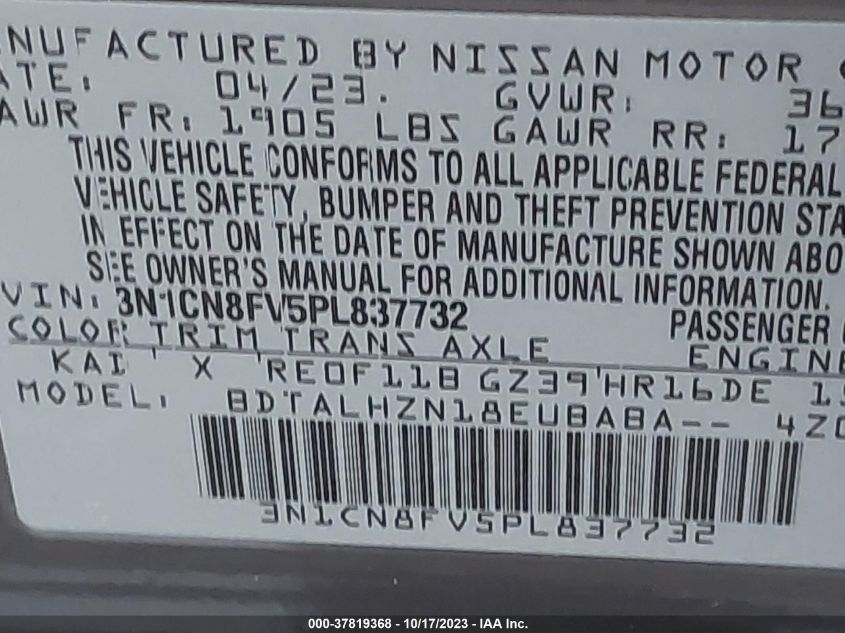 NUFACTURED BY NISSAN MOTOR
ATE: 04/23. GVWR: 36
AWR FR: 1905 LBS GAWR RR: 17
THIS VEHICLE CONFORMS TO ALL APPLICABLE FEDERAL
VEHICLE SAFETY, BUMPER AND THEFT PREVENTION STA
IN EFFECT ON THE DATE OF MANUFACTURE SHOWN ABO
SEE OWNER'S MANUAL FOR ADDITIONAL INFORMATION.
VIN: 3N1CN8FV5PL837732 PASSENGER
COLOR TRIM TRANS AXLE ENGINE
KAD X RE0F11B GZ39 HR16DE
MODEL: BDTALHZN18EUBABA-- 4Z
3N1CN8FV5PL837732
000-37819368 - 10/17/2023 - IAA Inc.